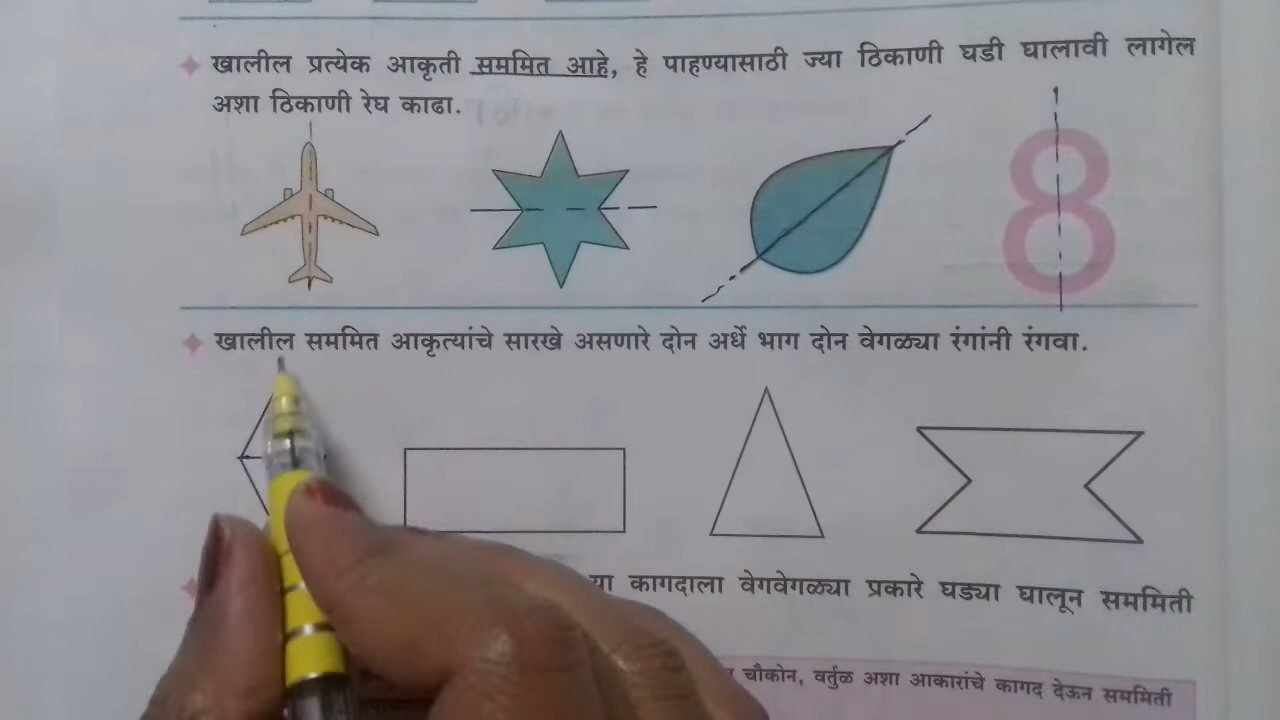 खालील प्रत्येक आकृती सममित आहे, हे पाहण्यासाठी ज्या ठिकाणी घडी घालावी लागेल
अशा ठिकाणी रेघ काढा.
8
खालील सममित आकृत्यांचे सारखे असणारे दोन अर्धे भाग दोन वेगळ्या रंगांनी रंगवा.
कागदाला वेगवेगळ्या प्रकारे घड्या घालून सममिती
चौकोन, वर्तुळ अशा आकारांचे कागद देऊन सममिती